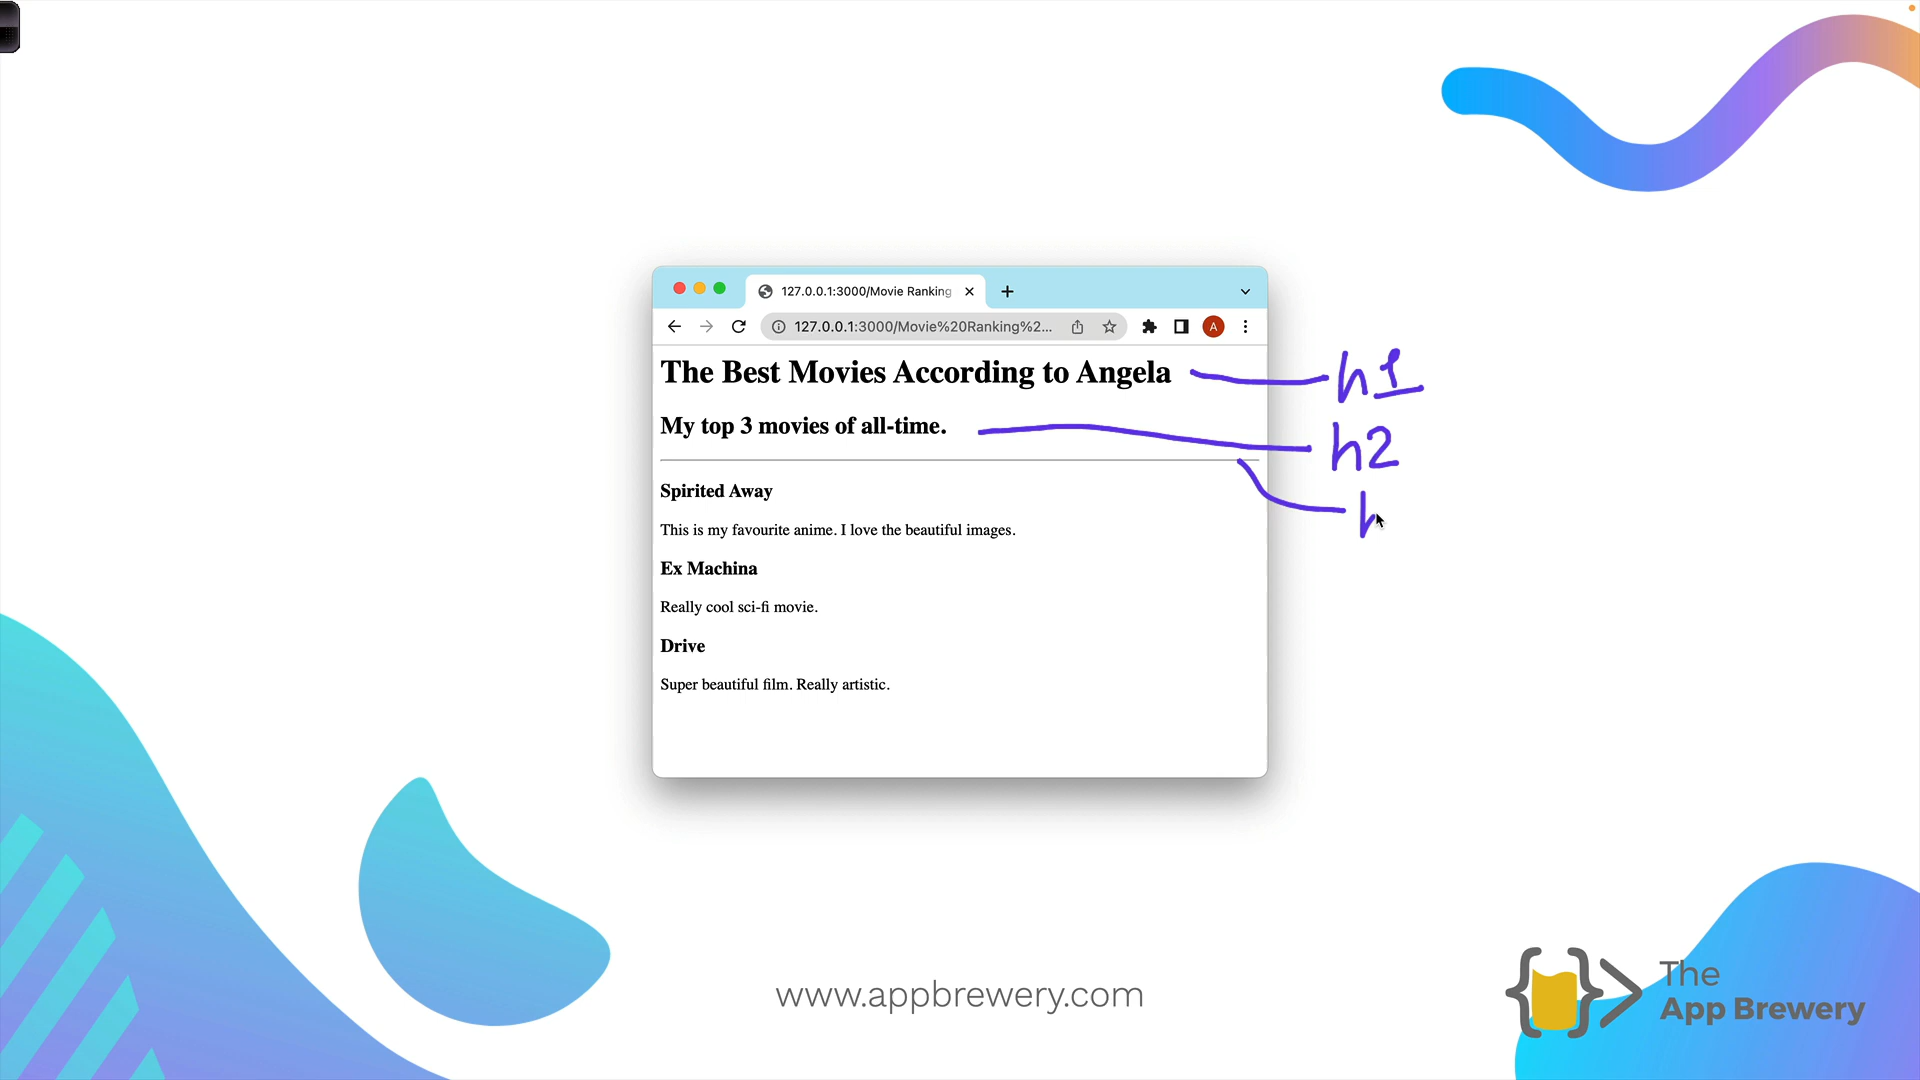 127.0.0.1:3000/Movie Ranking
127.0.0.1:3000/Movie%20Ranking%2...
A
The Best Movies According to Angela
h1
My top 3 movies of all-time.
h2
h
Spirited Away
This is my favourite anime. I love the beautiful images.
Ex Machina
Really cool sci-fi movie.
Drive
Super beautiful film. Really artistic.
www.appbrewery.com
The
App Brewery